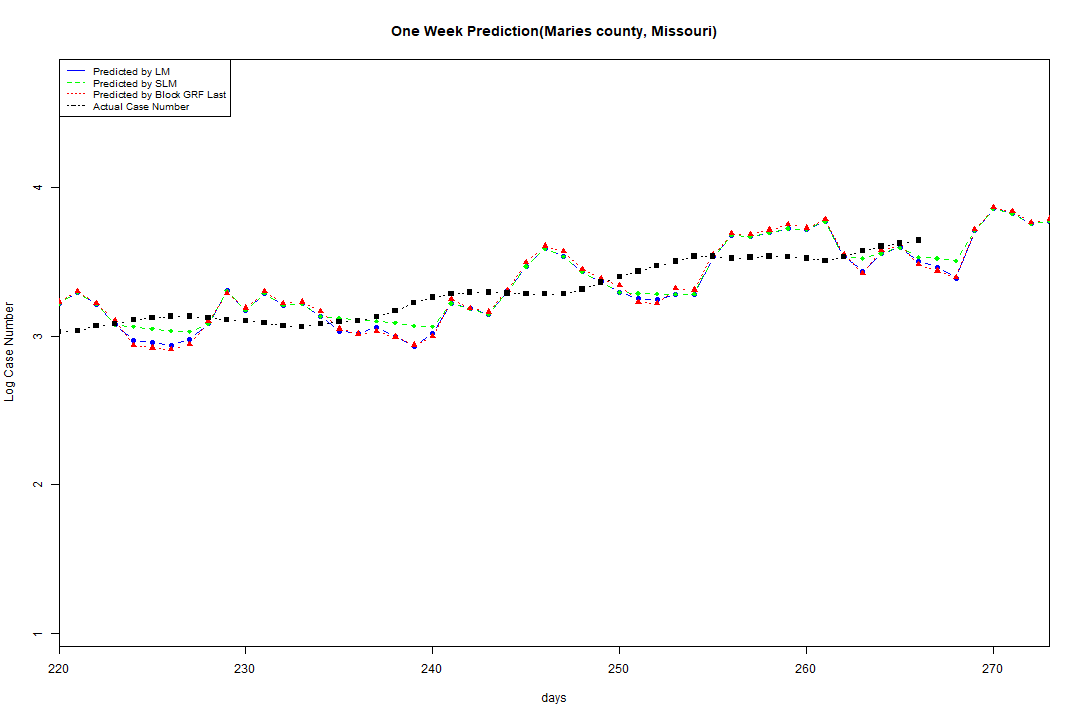 One Week Prediction(Maries county, Missouri)
Predicted by LM
Predicted by SLM
Predicted by Block GRF Last
Actual Case Number
Log Case Number
4
3
2
1
220 230 240 250 260 270
days